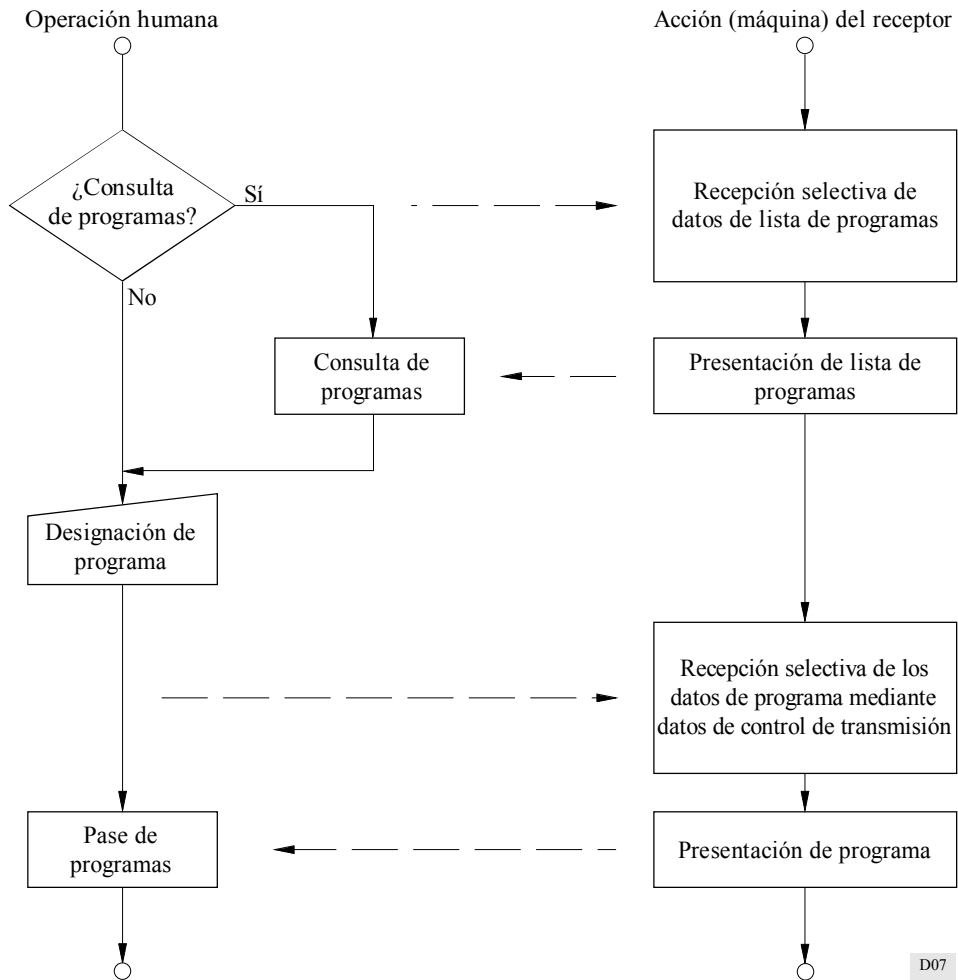 Operación humana
Acción (máquina) del receptor
¿Consulta
de programas?
Sí
No
Recepción selectiva de
datos de lista de programas
Consulta de
programas
Presentación de lista de
programas
Designación de
programa
Recepción selectiva de los
datos de programa mediante
datos de control de transmisión
Pase de
programas
Presentación de programa
D07